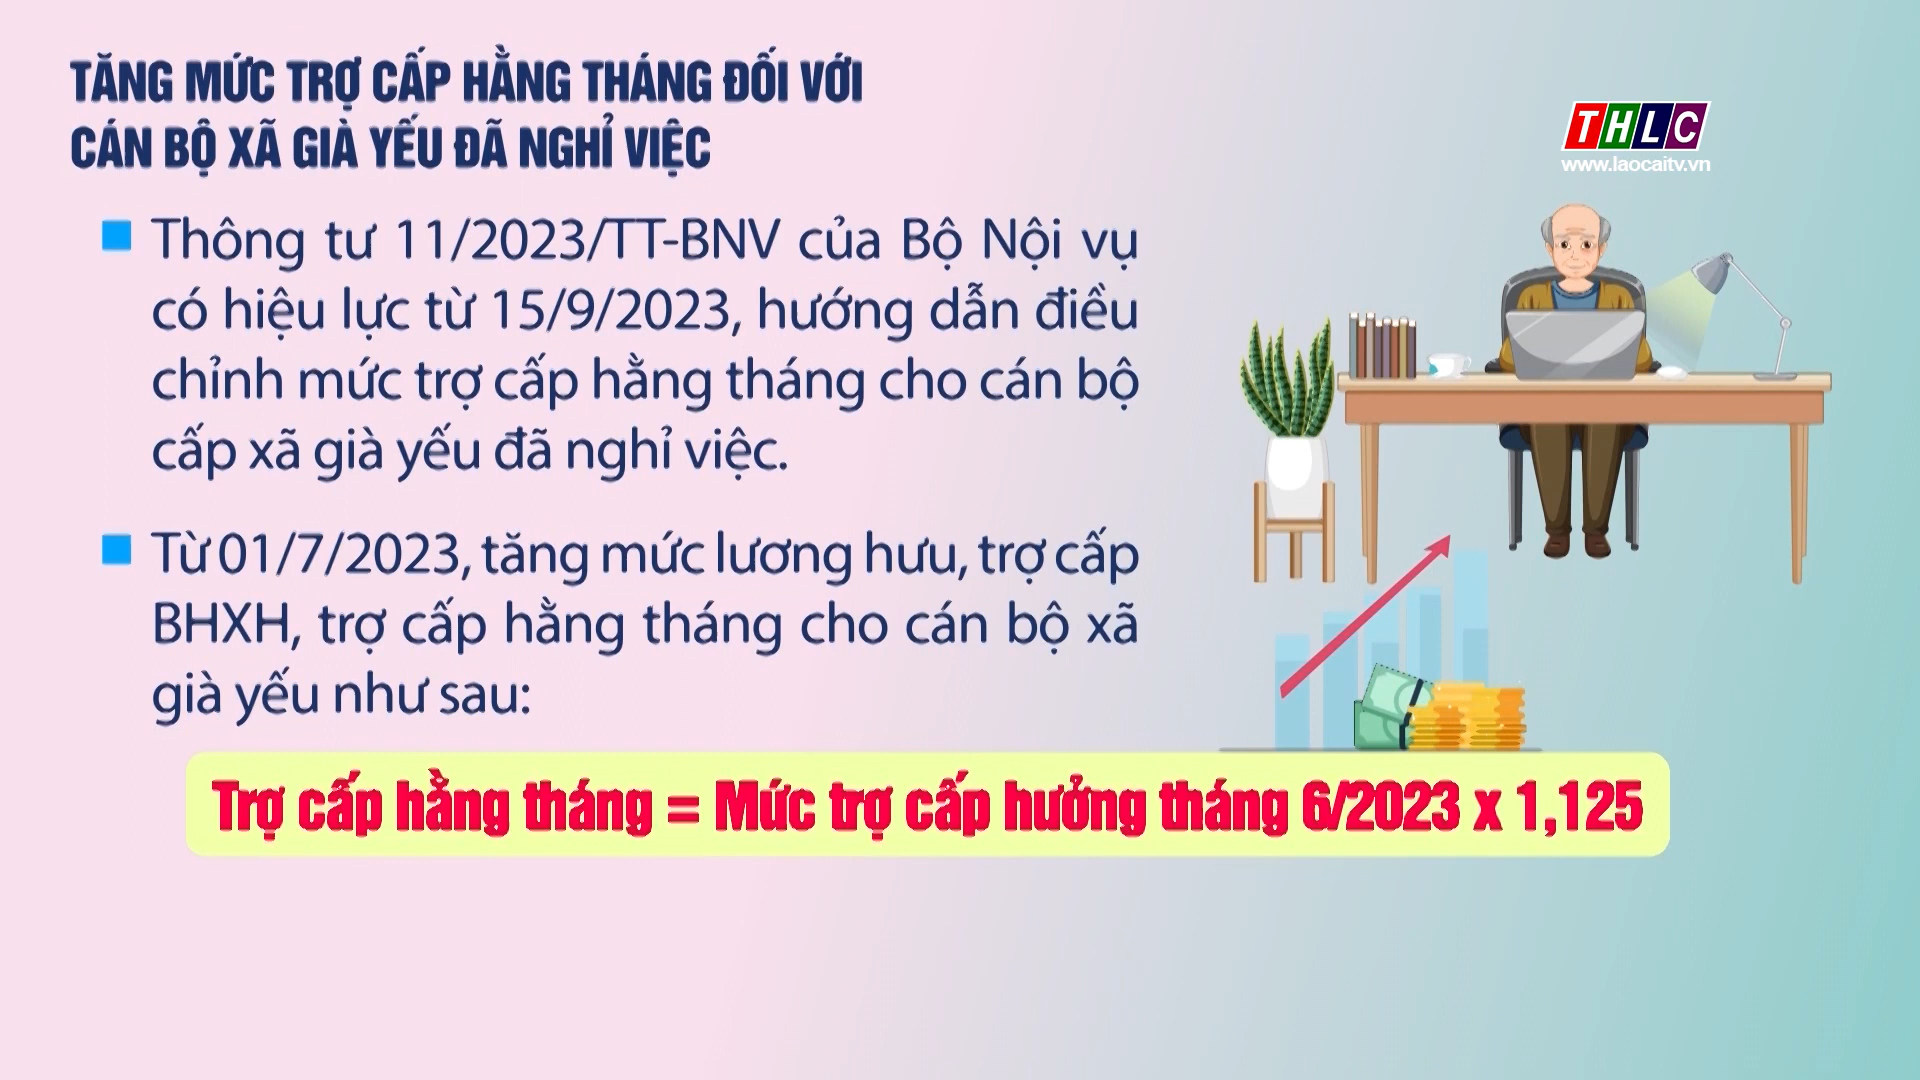 TĂNG MỨC TRỢ CẤP HẰNG THÁNG ĐỐI VỚI
CÁN BỘ XÃ GIÀ YẾU ĐÃ NGHỈ VIỆC
THLC
www.laocaitv.vn
Thông tư 11/2023/TT-BNV của Bộ Nội vụ
có hiệu lực từ 15/9/2023, hướng dẫn điều
chỉnh mức trợ cấp hằng tháng cho cán bộ
cấp xã già yếu đã nghỉ việc.
Từ 01/7/2023, tăng mức lương hưu, trợ cấp
BHXH, trợ cấp hằng tháng cho cán bộ xã
già yếu như sau:
Trợ cấp hằng tháng = Mức trợ cấp hưởng tháng 6/2023 x 1,125